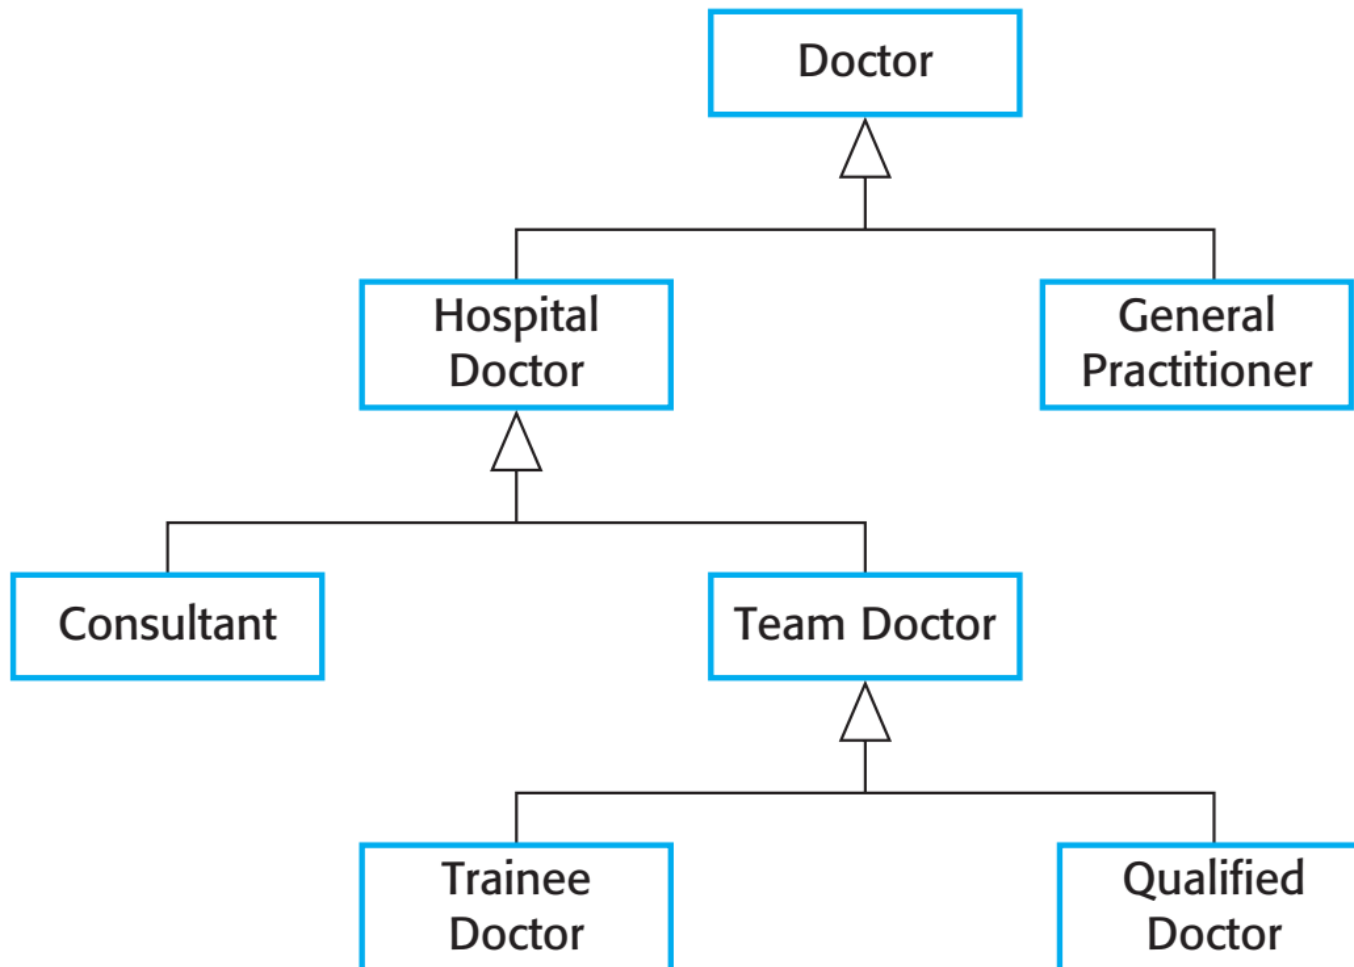 Doctor
Hospital
Doctor
General
Practitioner
Consultant
Team Doctor
Trainee
Doctor
Qualified
Doctor